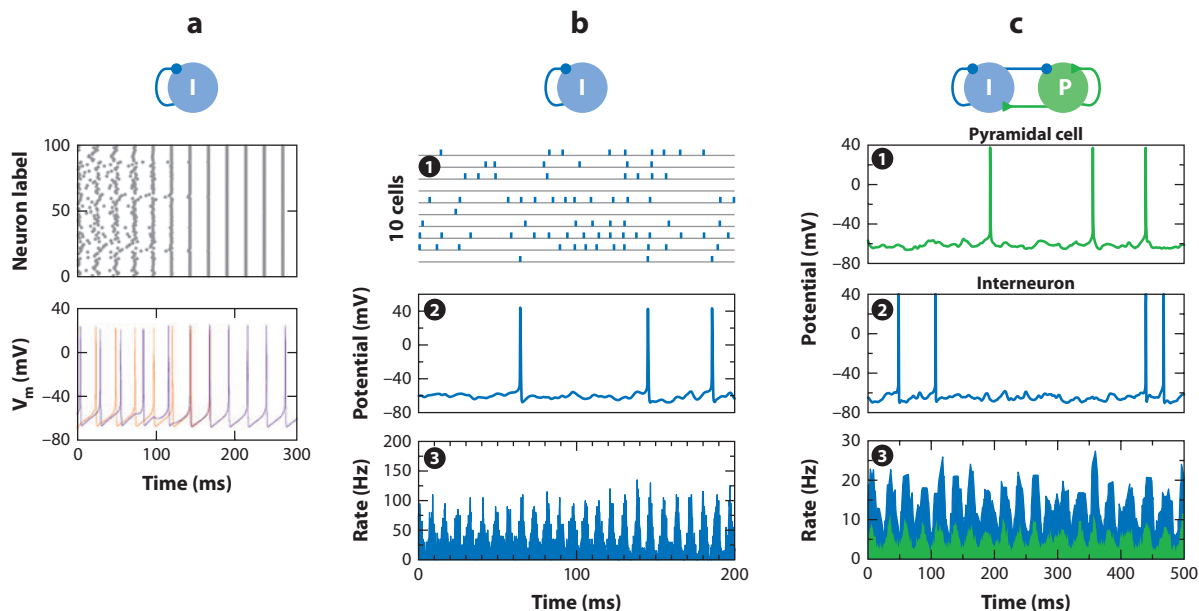 a
I
100
50
0
Neuron label
40
0
−40
−80
V_m (mV)
0
100
200
300
Time (ms)
b
I
1
10 cells
2
40
0
−40
−80
Potential (mV)
3
200
150
100
50
0
Rate (Hz)
0
100
200
Time (ms)
c
I
P
Pyramidal cell
1
40
0
−40
−80
Potential (mV)
Interneuron
2
40
0
−40
−80
3
30
20
10
0
Rate (Hz)
0
100
200
300
400
500
Time (ms)